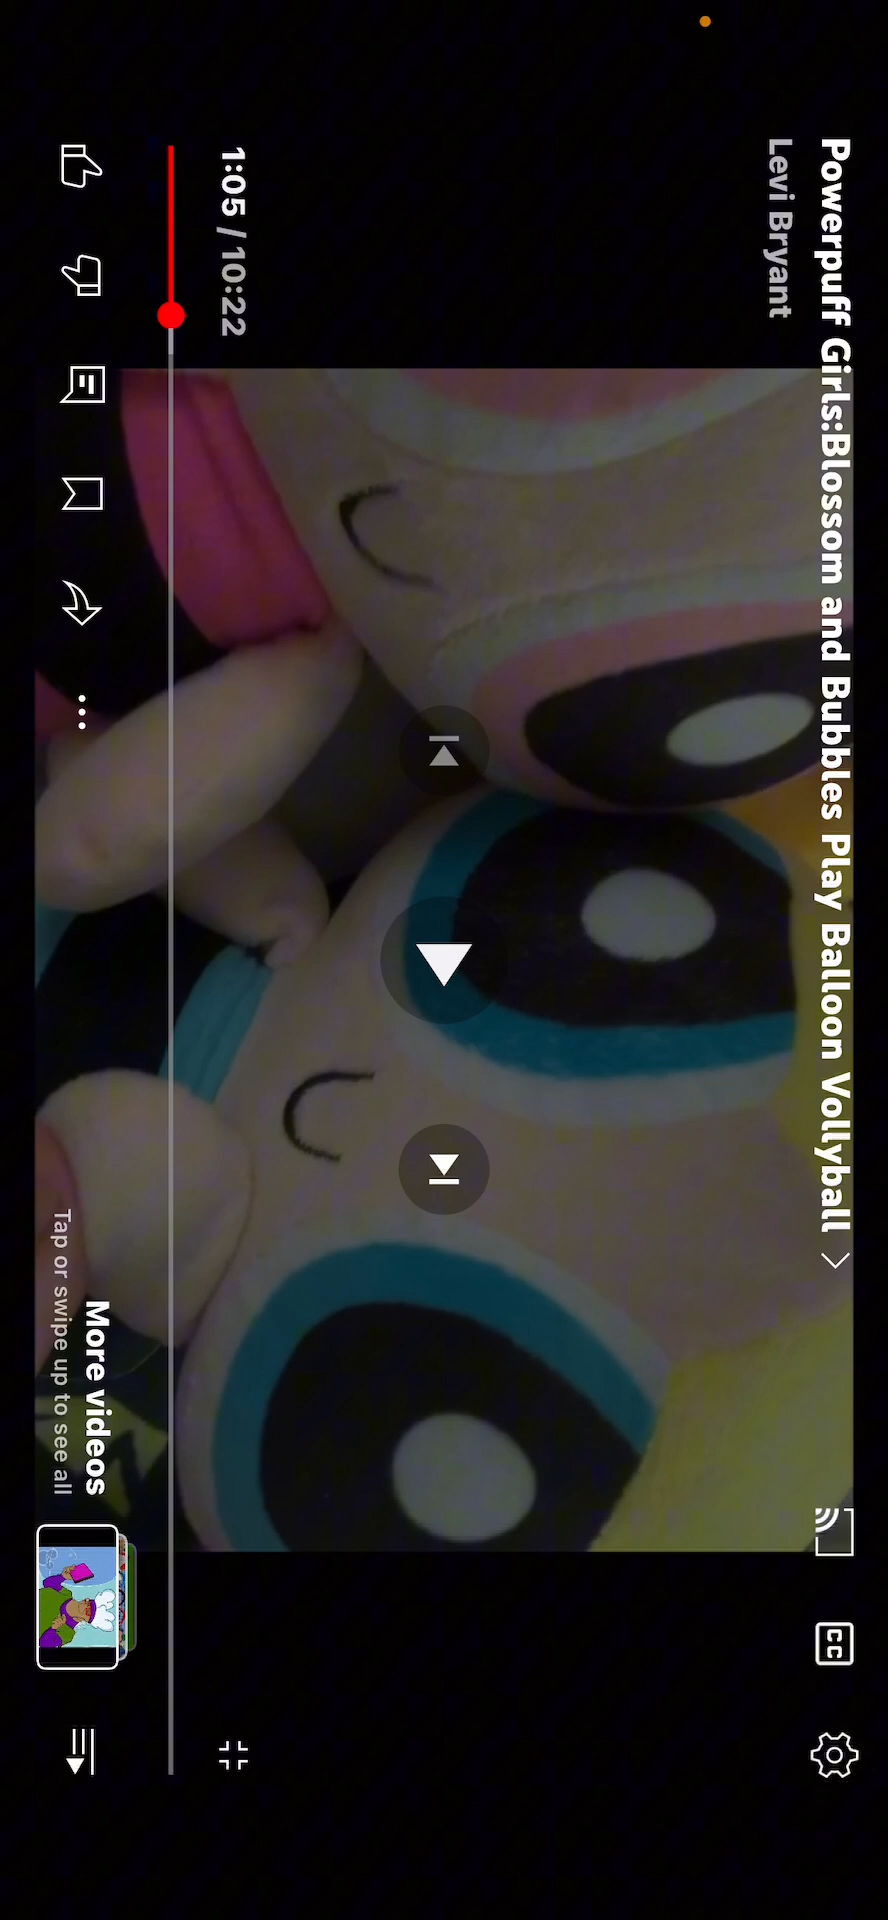 Powerpuff Girls:Blossom and Bubbles Play Balloon Vollyball
Levi Bryant
CC
1:05 / 10:22
More videos
Tap or swipe up to see all